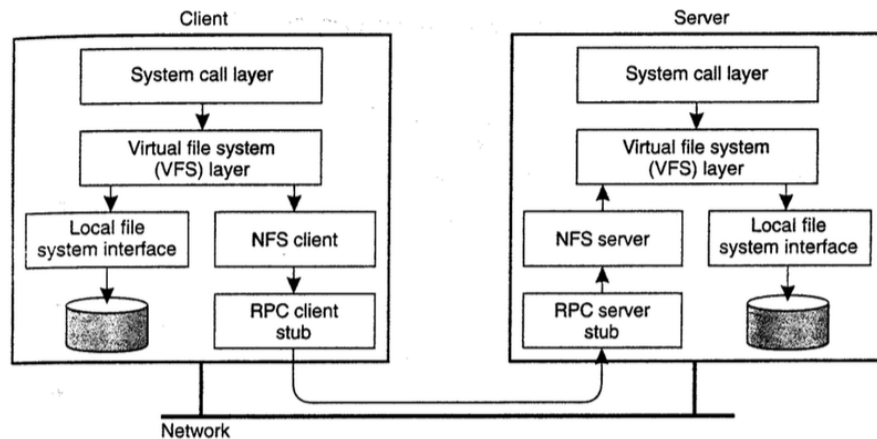 Client
Server
System call layer
System call layer
Virtual file system
(VFS) layer
Virtual file system
(VFS) layer
Local file
system interface
NFS client
NFS server
Local file
system interface
RPC client
stub
RPC server
stub
Network